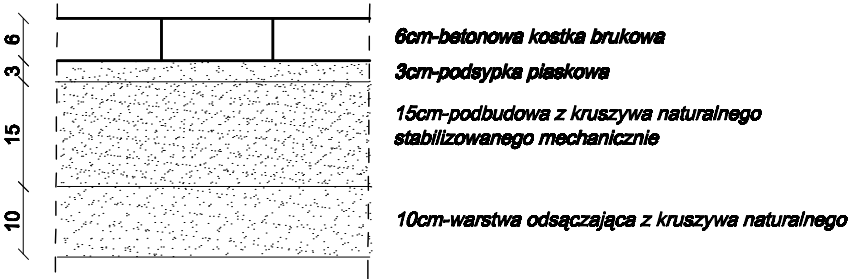 6 6cm-betonowa kostka brukowa
3 3cm-podsypka piaskowa
15 15cm-podbudowa z kruszywa naturalnego
stabilizowanego mechanicznie
10 10cm-warstwa odsączająca z kruszywa naturalnego